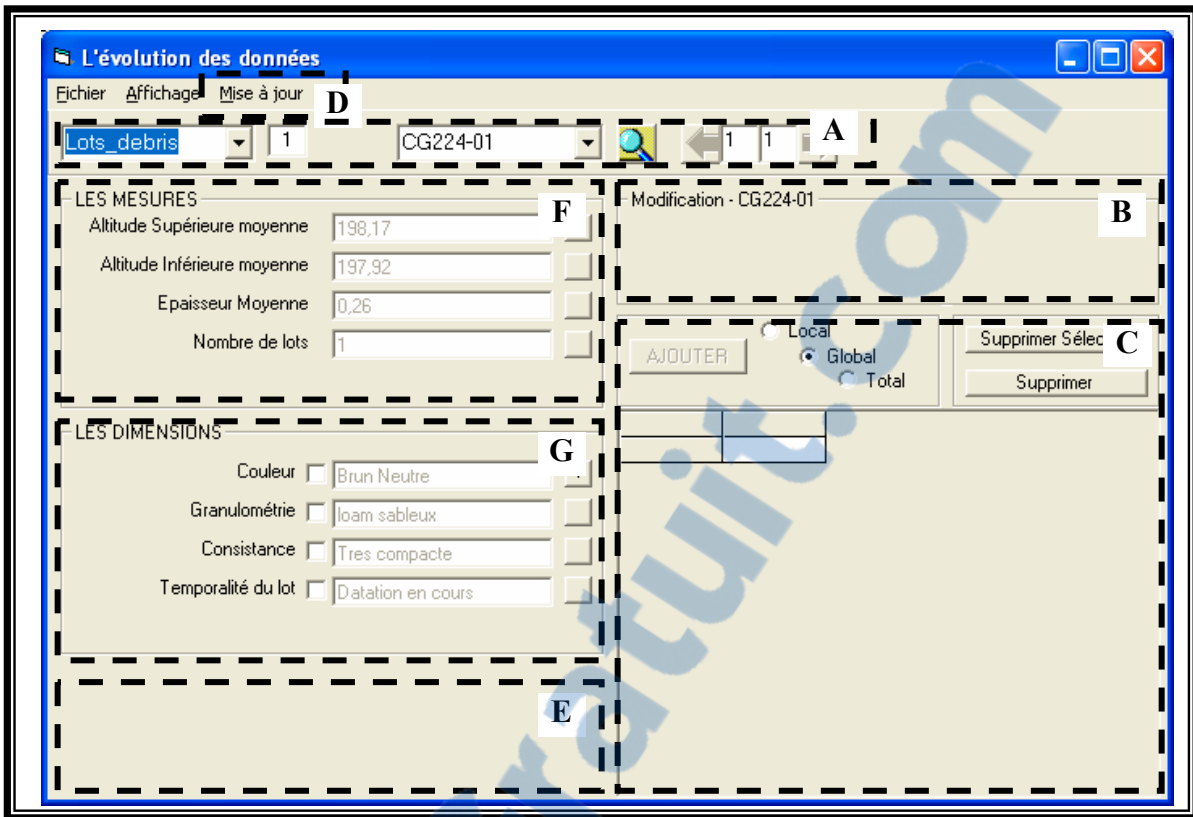 L'évolution des données
Fichier Affichage Mise à jour
D
Lots_debris 1 CG224-01 1 1 A
LES MESURES F
Altitude Supérieure moyenne 198,17
Altitude Inférieure moyenne 197,92
Epaisseur Moyenne 0,26
Nombre de lots 1
Modification - CG224-01 B
AJOUTER
Local
Global
Total
Supprimer Sélec C
Supprimer
LES DIMENSIONS G
Couleur Brun Neutre
Granulométrie loam sableux
Consistance Tres compacte
Temporalité du lot Datation en cours
E
ratuit.com